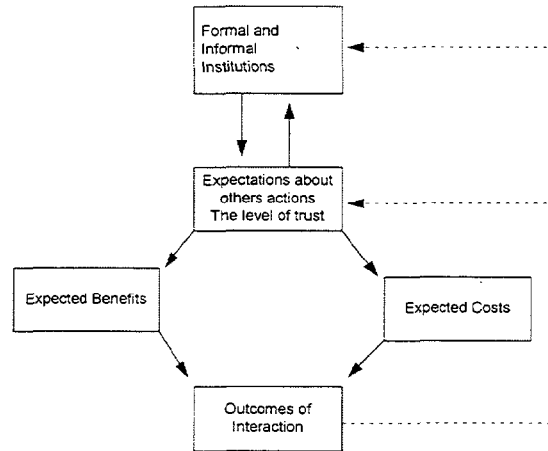 Formal and
Informal
Institutions
Expectations about
others actions
The level of trust
Expected Benefits
Expected Costs
Outcomes of
Interaction